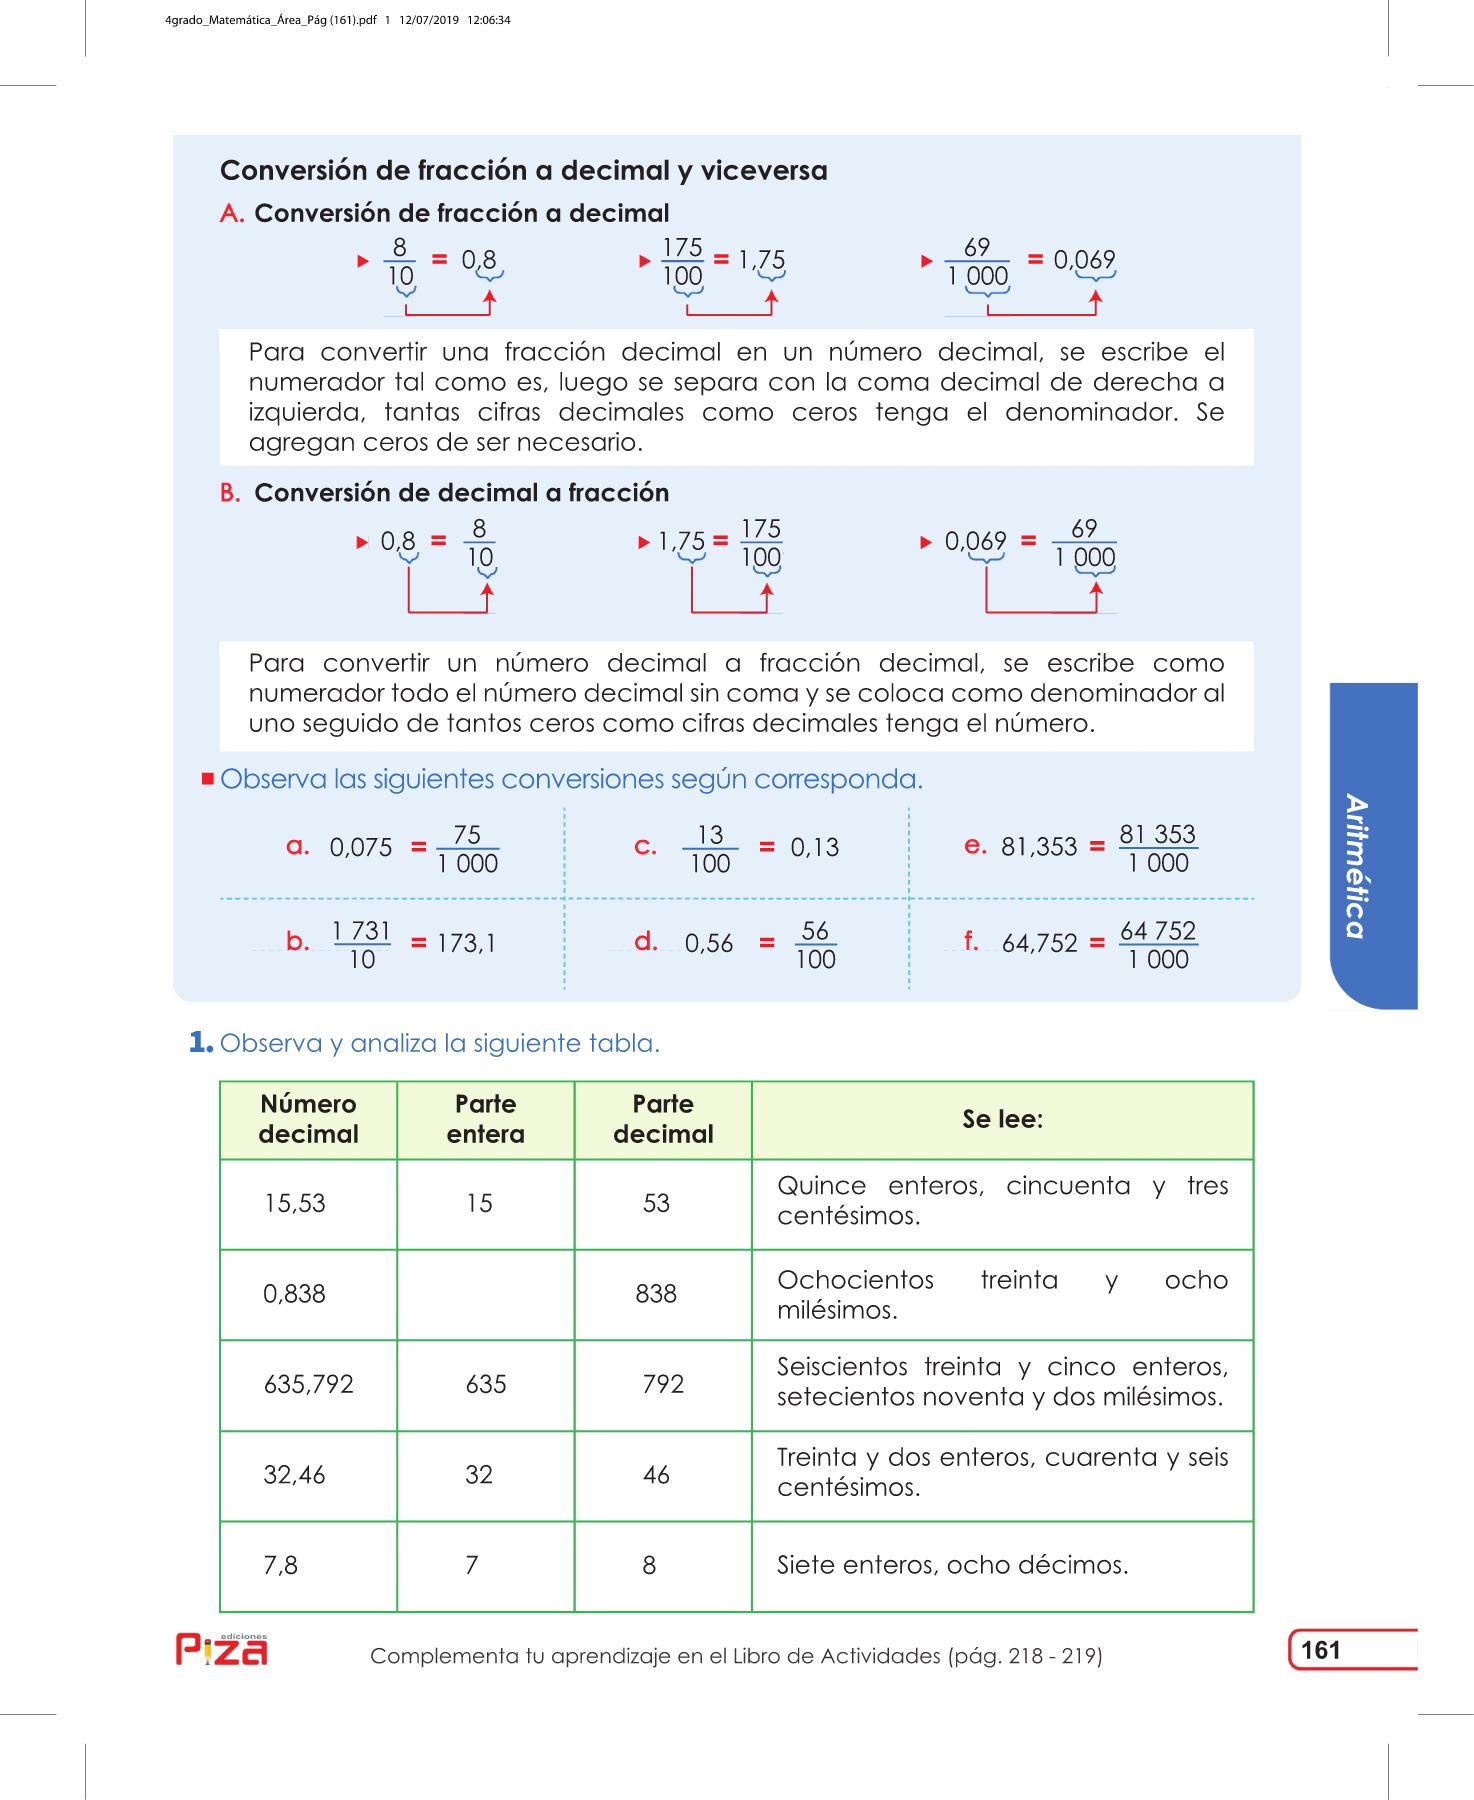 4grado_Matemática_Área_Pág (161).pdf 1 12/07/2019 12:06:34
Conversión de fracción a decimal y viceversa
A. Conversión de fracción a decimal
8/10 = 0,8   175/100 = 1,75   69/1 000 = 0,069
Para convertir una fracción decimal en un número decimal, se escribe el
numerador tal como es, luego se separa con la coma decimal de derecha a
izquierda, tantas cifras decimales como ceros tenga el denominador. Se
agregan ceros de ser necesario.
B. Conversión de decimal a fracción
0,8 = 8/10   1,75 = 175/100   0,069 = 69/1 000
Para convertir un número decimal a fracción decimal, se escribe como
numerador todo el número decimal sin coma y se coloca como denominador al
uno seguido de tantos ceros como cifras decimales tenga el número.
Observa las siguientes conversiones según corresponda.
a. 0,075 = 75/1 000   c. 13/100 = 0,13   e. 81,353 = 81 353/1 000
b. 1 731/10 = 173,1   d. 0,56 = 56/100   f. 64,752 = 64 752/1 000
Aritmética
1. Observa y analiza la siguiente tabla.
Número decimal   Parte entera   Parte decimal   Se lee:
15,53   15   53   Quince enteros, cincuenta y tres
centésimos.
0,838   838   Ochocientos treinta y ocho
milésimos.
635,792   635   792   Seiscientos treinta y cinco enteros,
setecientos noventa y dos milésimos.
32,46   32   46   Treinta y dos enteros, cuarenta y seis
centésimos.
7,8   7   8   Siete enteros, ocho décimos.
ediciones
Piza
Complementa tu aprendizaje en el Libro de Actividades (pág. 218 - 219)
161